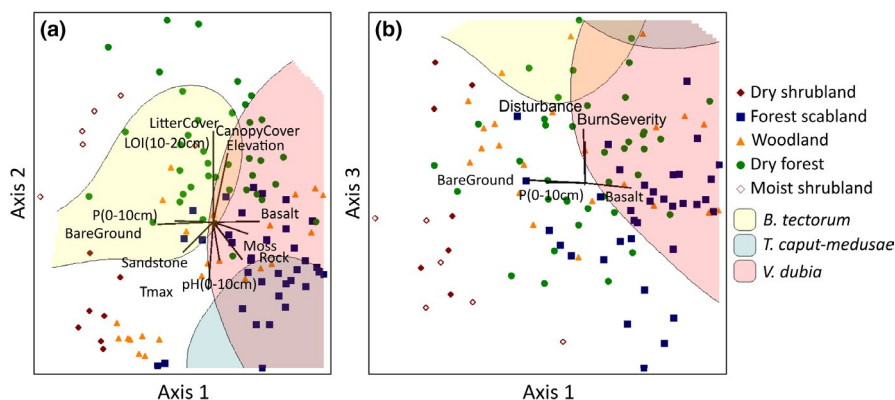 (a)
LitterCover
CanopyCover
LOI(10-20cm)
Elevation
P(0-10cm)
Basalt
BareGround
Moss
Sandstone
Rock
Tmax
pH(0-10cm)
Axis 2
Axis 1
(b)
Disturbance
BurnSeverity
BareGround
P(0-10cm)
Basalt
Axis 3
Axis 1
Dry shrubland
Forest scabland
Woodland
Dry forest
Moist shrubland
B. tectorum
T. caput-medusae
V. dubia